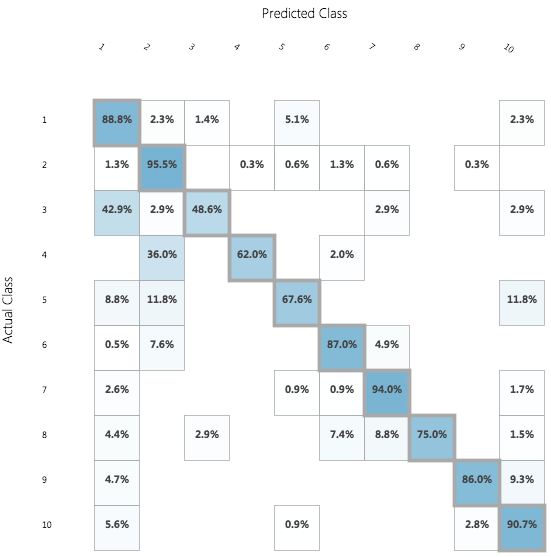 Predicted Class
1 2 3 4 5 6 7 8 9 10
Actual Class
1 88.8% 2.3% 1.4% 5.1% 2.3%
2 1.3% 95.5% 0.3% 0.6% 1.3% 0.6% 0.3%
3 42.9% 2.9% 48.6% 2.9% 2.9%
4 36.0% 62.0% 2.0%
5 8.8% 11.8% 67.6% 11.8%
6 0.5% 7.6% 87.0% 4.9%
7 2.6% 0.9% 0.9% 94.0% 1.7%
8 4.4% 2.9% 7.4% 8.8% 75.0% 1.5%
9 4.7% 86.0% 9.3%
10 5.6% 0.9% 2.8% 90.7%